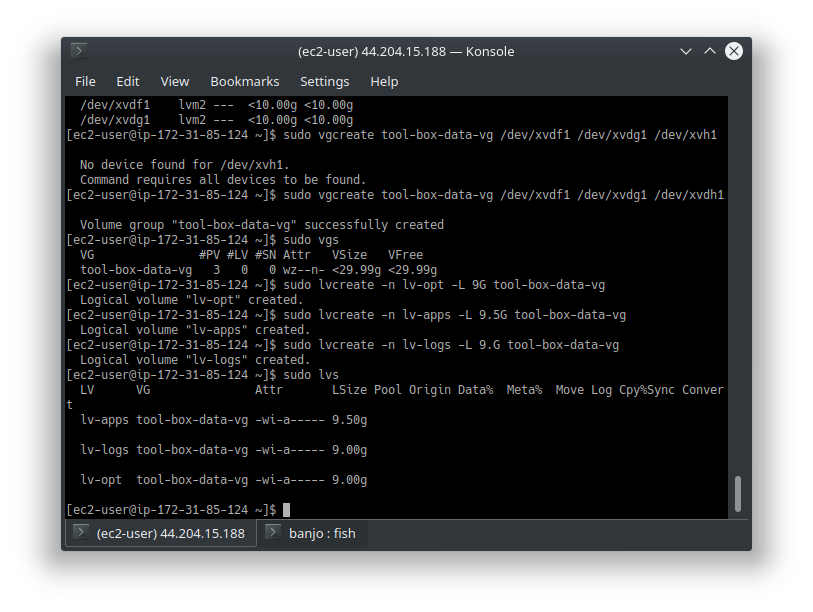 (ec2-user) 44.204.15.188 — Konsole
File Edit View Bookmarks Settings Help
/dev/xvdf1    lvm2 ---  <10.00g <10.00g
/dev/xvdg1    lvm2 ---  <10.00g <10.00g
[ec2-user@ip-172-31-85-124 ~]$ sudo vgcreate tool-box-data-vg /dev/xvdf1 /dev/xvdg1 /dev/xvh1
No device found for /dev/xvh1.
Command requires all devices to be found.
[ec2-user@ip-172-31-85-124 ~]$ sudo vgcreate tool-box-data-vg /dev/xvdf1 /dev/xvdg1 /dev/xvdh1
Volume group "tool-box-data-vg" successfully created
[ec2-user@ip-172-31-85-124 ~]$ sudo vgs
VG               #PV #LV #SN Attr   VSize   VFree
tool-box-data-vg   3   0   0 wz--n- <29.99g <29.99g
[ec2-user@ip-172-31-85-124 ~]$ sudo lvcreate -n lv-opt -L 9G tool-box-data-vg
Logical volume "lv-opt" created.
[ec2-user@ip-172-31-85-124 ~]$ sudo lvcreate -n lv-apps -L 9.5G tool-box-data-vg
Logical volume "lv-apps" created.
[ec2-user@ip-172-31-85-124 ~]$ sudo lvcreate -n lv-logs -L 9.G tool-box-data-vg
Logical volume "lv-logs" created.
[ec2-user@ip-172-31-85-124 ~]$ sudo lvs
LV      VG               Attr       LSize Pool Origin Data%  Meta%  Move Log Cpy%Sync Conver
t
lv-apps tool-box-data-vg -wi-a----- 9.50g
lv-logs tool-box-data-vg -wi-a----- 9.00g
lv-opt  tool-box-data-vg -wi-a----- 9.00g
[ec2-user@ip-172-31-85-124 ~]$
(ec2-user) 44.204.15.188 banjo : fish